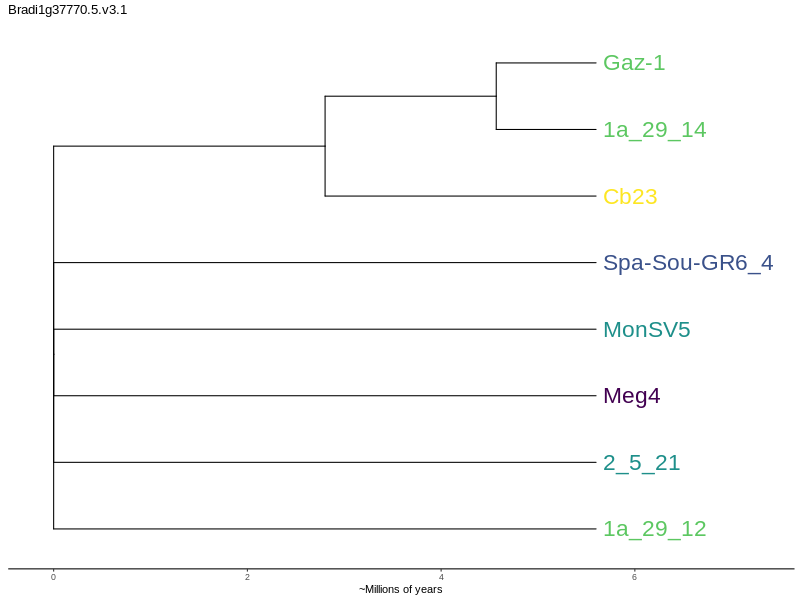 Bradi1g37770.5.v3.1
Gaz-1
1a_29_14
Cb23
Spa-Sou-GR6_4
MonSV5
Meg4
2_5_21
1a_29_12
0 2 4 6
~Millions of years